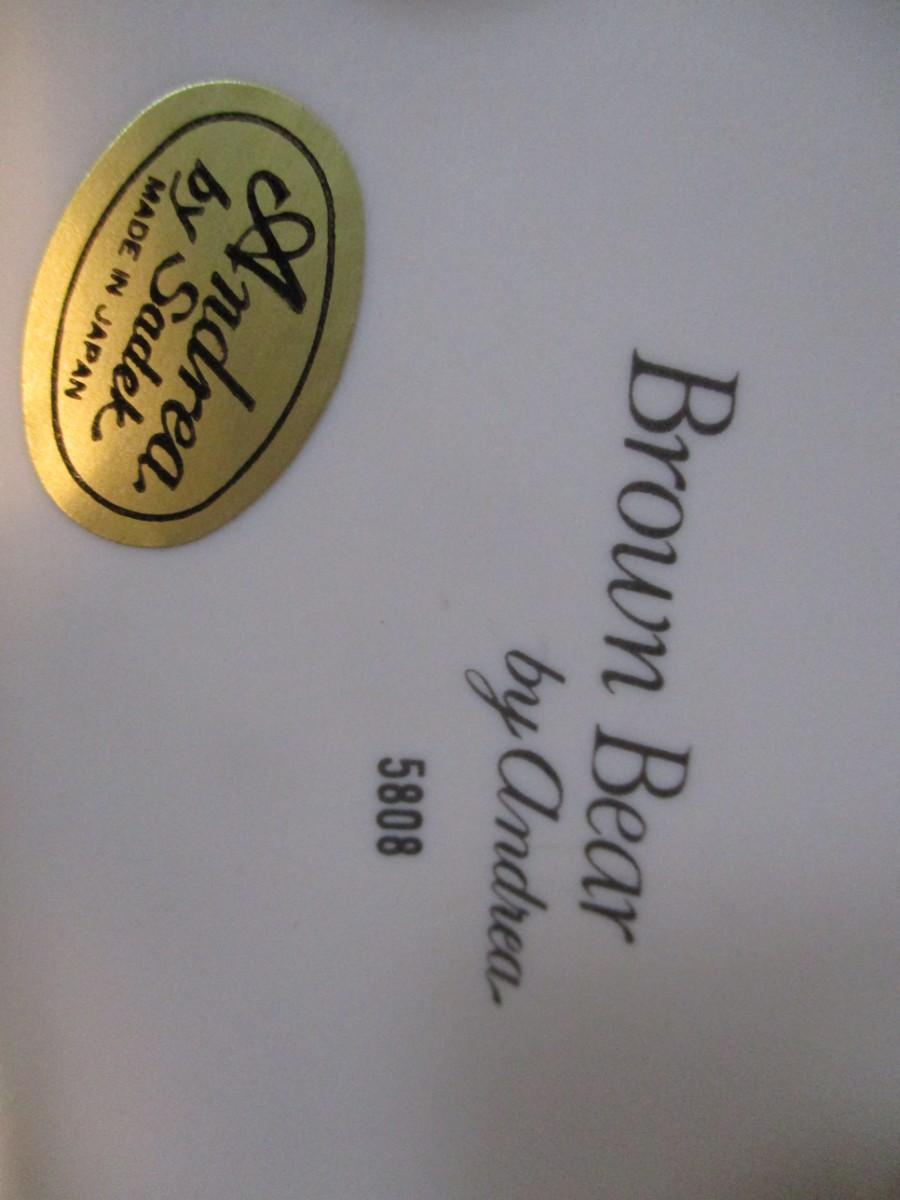 Brown Bear
by Andrea
5808
Andrea
by Sadek
MADE IN JAPAN